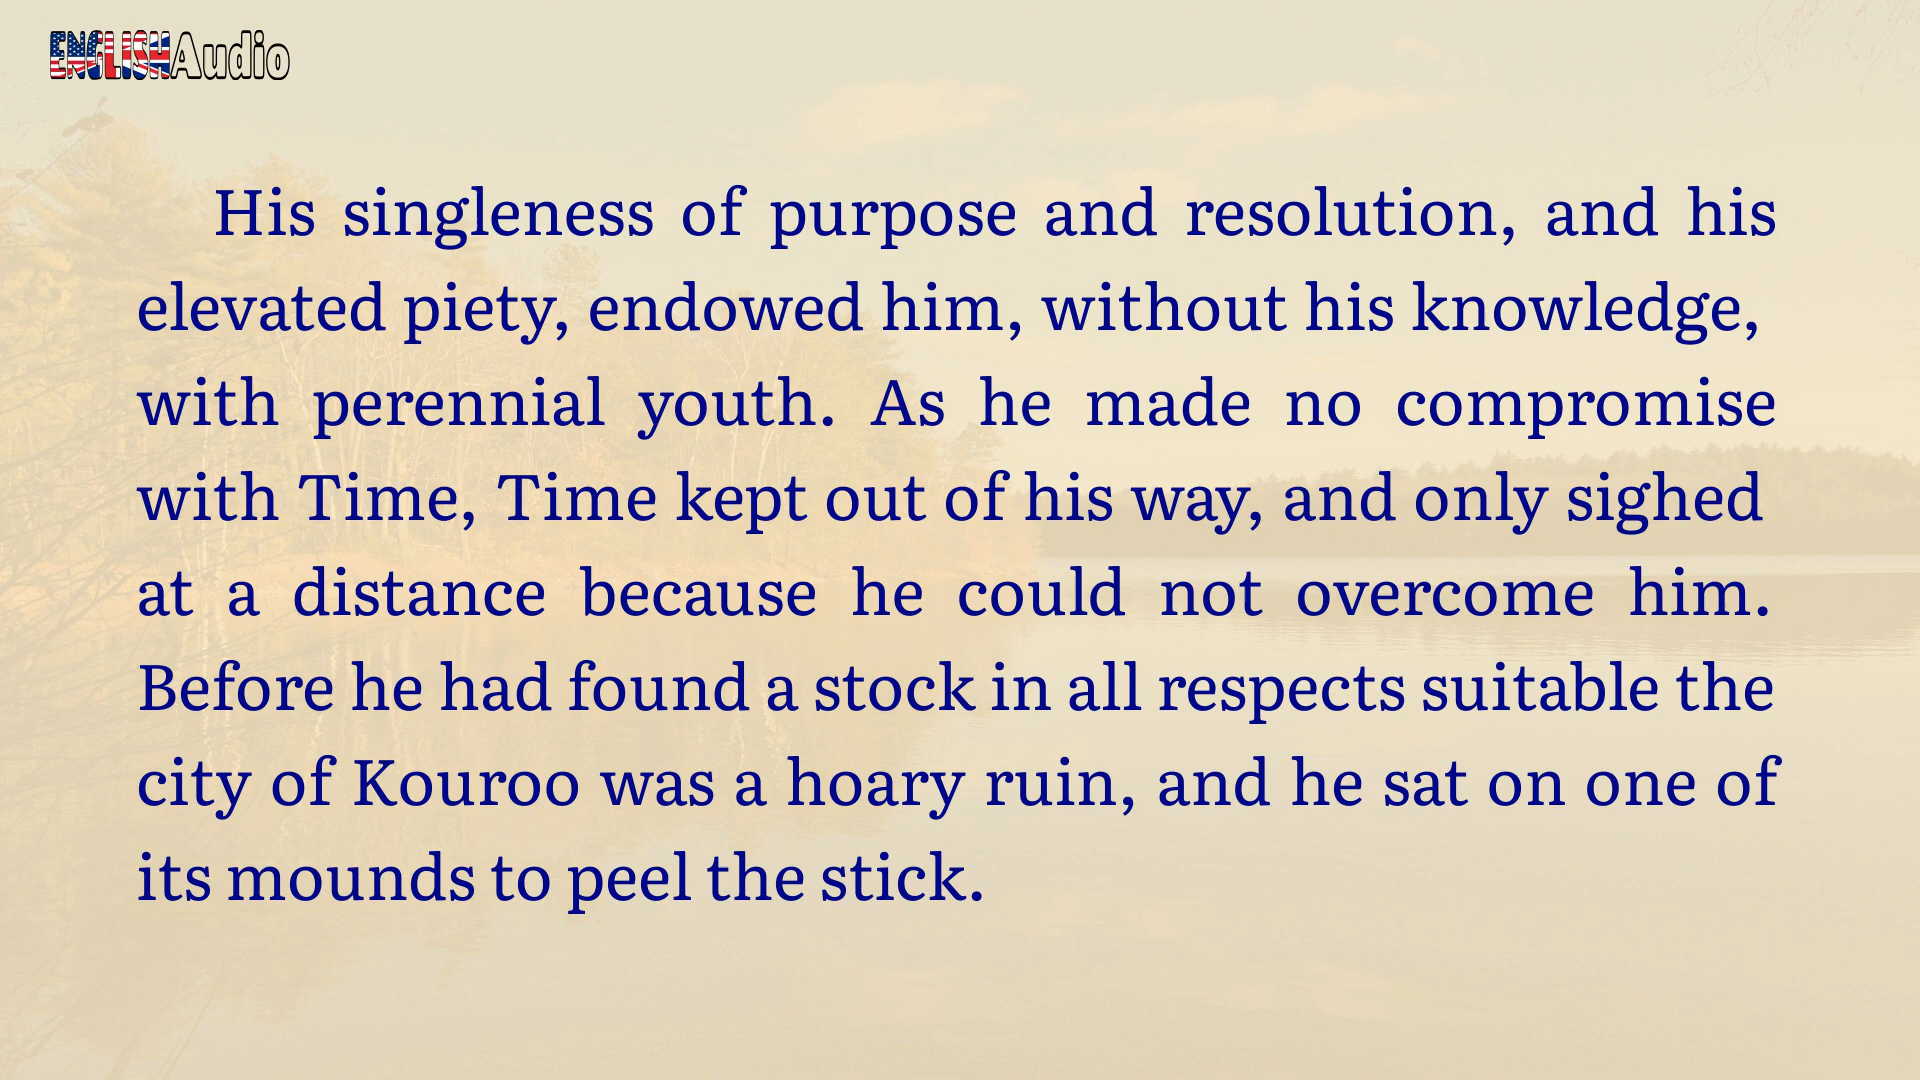 ENGLISHAudio
His singleness of purpose and resolution, and his
elevated piety, endowed him, without his knowledge,
with perennial youth. As he made no compromise
with Time, Time kept out of his way, and only sighed
at a distance because he could not overcome him.
Before he had found a stock in all respects suitable the
city of Kouroo was a hoary ruin, and he sat on one of
its mounds to peel the stick.